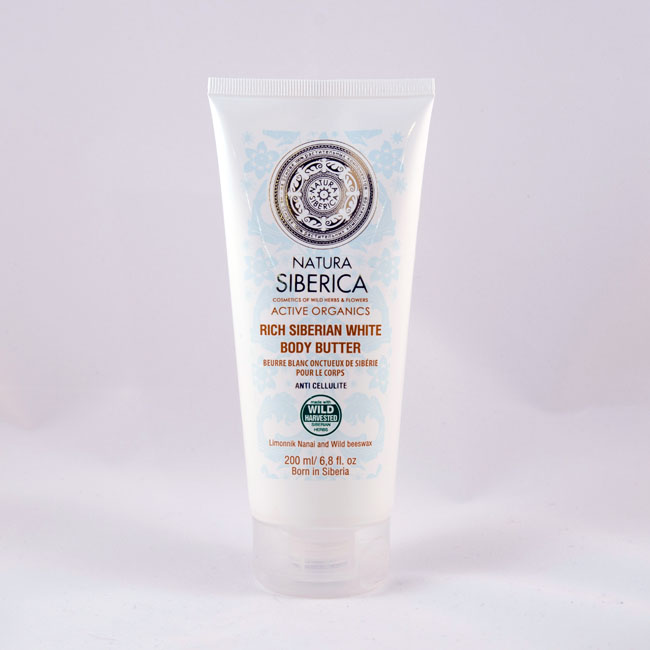 NATURA
SIBERICA
NATURA
SIBERICA
COSMETICS OF WILD HERBS & FLOWERS
ACTIVE ORGANICS
RICH SIBERIAN WHITE
BODY BUTTER
BEURRE BLANC ONCTUEUX DE SIBÉRIE
POUR LE CORPS
ANTI CELLULITE
made with
WILD
HARVESTED
SIBERIAN
HERBS
Limonnik Nanai and Wild beeswax
200 ml/ 6,8 fl. oz
Born in Siberia